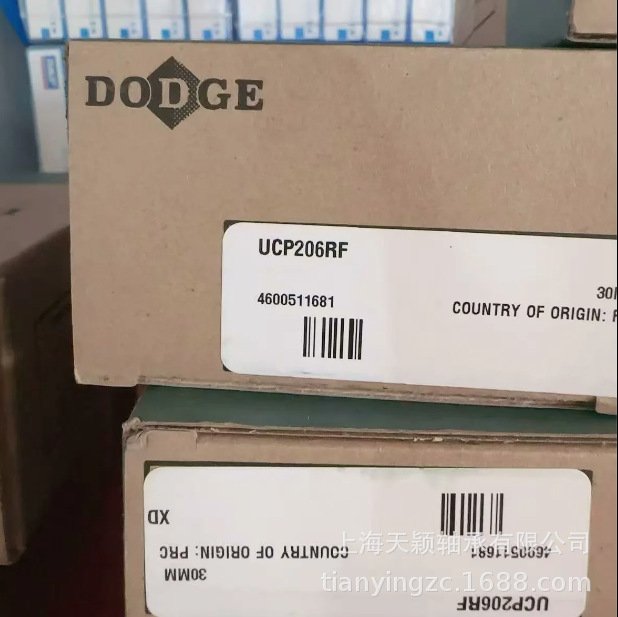 DODGE
UCP206RF
30
4600511681
COUNTRY OF ORIGIN:
XD
4600511681
COUNTRY OF ORIGIN: PRC
30MM
UCP206RF
上海天颖轴承有限公司
tianyingzc.1688.com